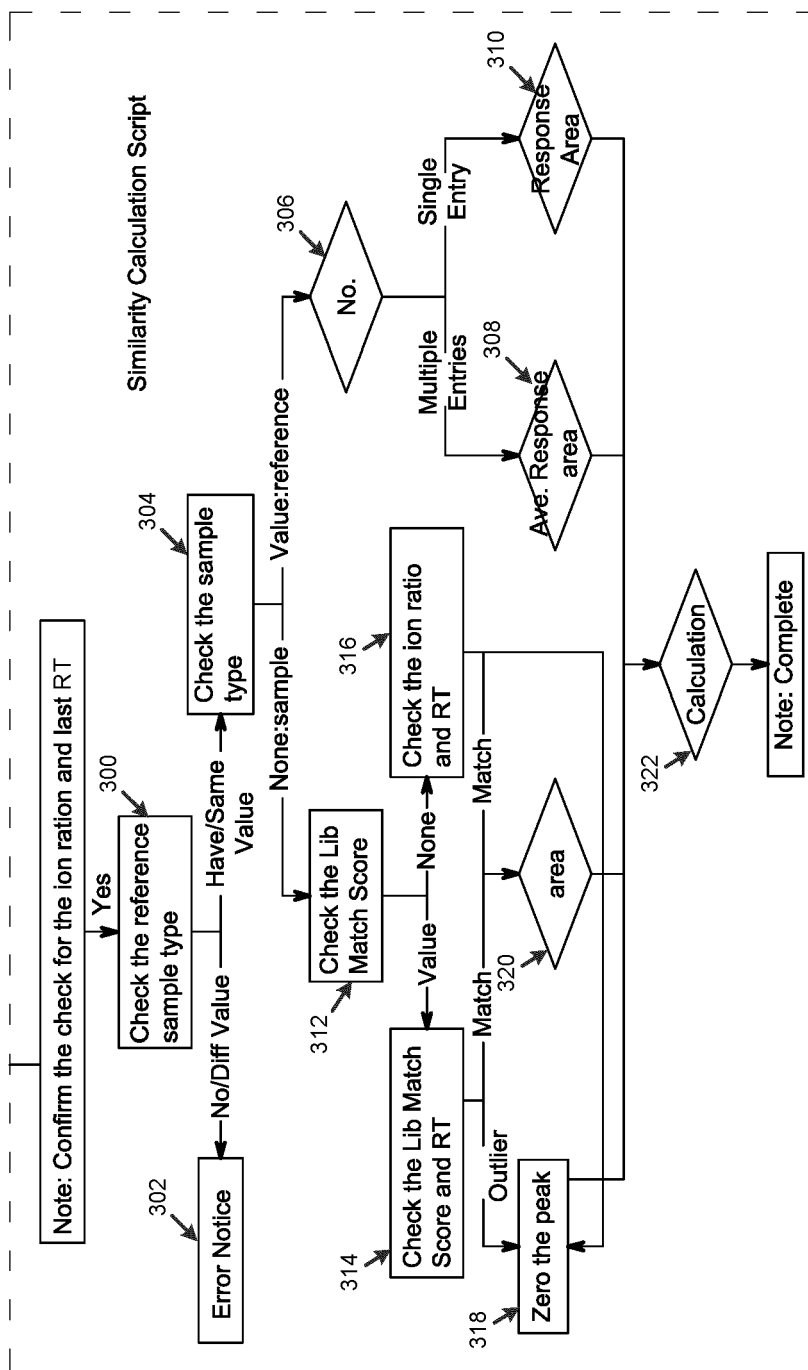 Similarity Calculation Script
Note: Confirm the check for the ion ration and last RT
Yes
300
Check the reference
sample type
No/Diff Value
Have/Same
Value
302
Error Notice
304
Check the sample
type
None:sample
Value:reference
306
No.
312
Check the Lib
Match Score
Value
None
Multiple
Entries
Single
Entry
314
Check the Lib Match
Score and RT
316
Check the ion ratio
and RT
308
Ave. Response
area
310
Response
Area
Outlier
Match
Match
318
Zero the peak
320
area
322
Calculation
Note: Complete